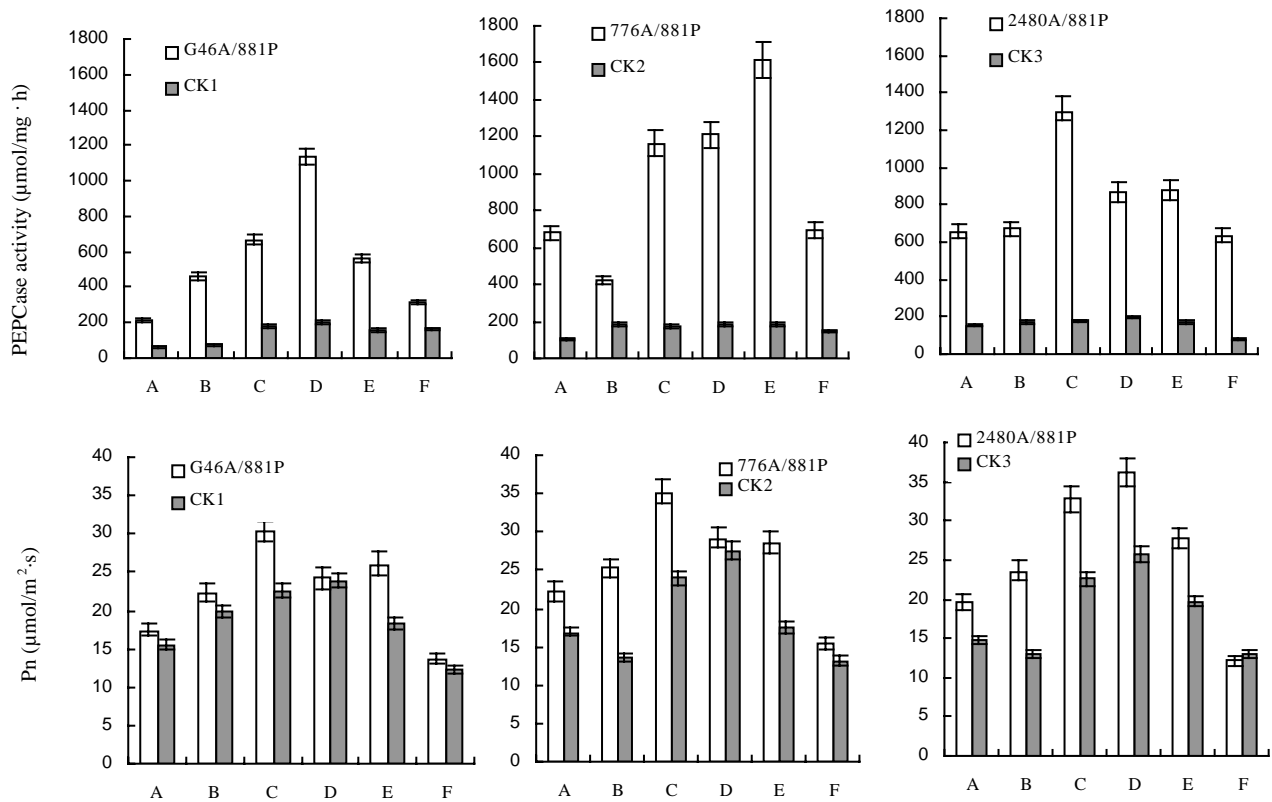 PEPCase activity (μmol/mg · h)
1800
1600
1400
1200
1000
800
600
400
200
0
G46A/881P
CK1
A B C D E F
1800
1600
1400
1200
1000
800
600
400
200
0
776A/881P
CK2
A B C D E F
1800
1600
1400
1200
1000
800
600
400
200
0
2480A/881P
CK3
A B C D E F
Pn (μmol/m²·s)
40
35
30
25
20
15
10
5
0
G46A/881P
CK1
A B C D E F
40
35
30
25
20
15
10
5
0
776A/881P
CK2
A B C D E F
40
35
30
25
20
15
10
5
0
2480A/881P
CK3
A B C D E F